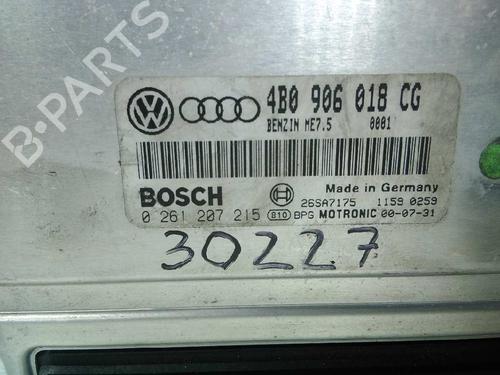 B-PARTS
4B0 906 018 CG
BENZIN ME7.5 0001
BOSCH
Made in Germany
26SA7175 1159 0259
0 261 207 215 810 BPG MOTRONIC 00-07-31
30227